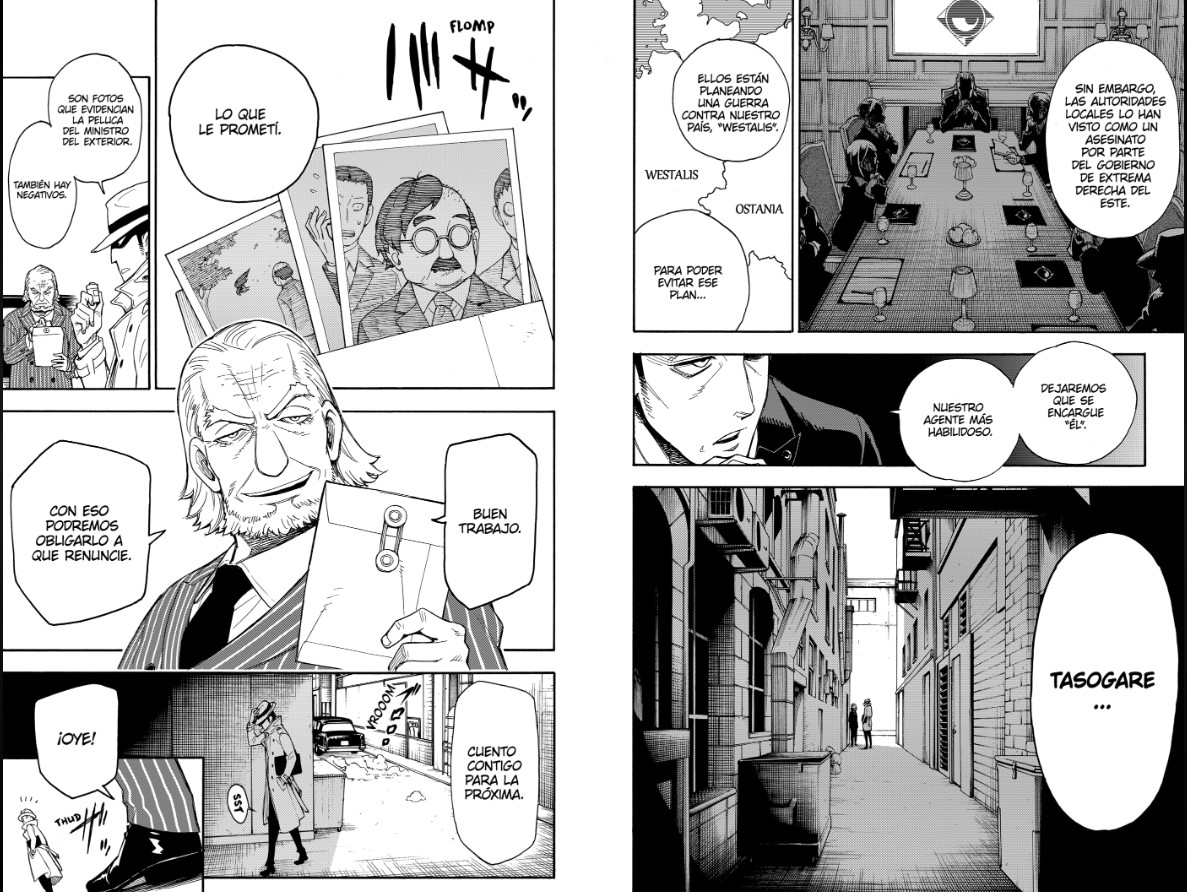 SIN EMBARGO,
LAS AUTORIDADES
LOCALES LO HAN
VISTO COMO UN
ASESINATO
POR PARTE
DEL GOBIERNO
DE EXTREMA
DERECHA DEL
ESTE.
ELLOS ESTÁN
PLANEANDO
UNA GUERRA
CONTRA NUESTRO
PAÍS, "WESTALIS".
WESTALIS
OSTANIA
PARA PODER
EVITAR ESE
PLAN...
DEJAREMOS
QUE SE
ENCARGUE
"ÉL".
NUESTRO
AGENTE MÁS
HABILIDOSO.
TASOGARE
...
FLOMP
LO QUE
LE PROMETÍ.
SON FOTOS
QUE EVIDENCIAN
LA PELUCA
DEL MINISTRO
DEL EXTERIOR.
TAMBIÉN HAY
NEGATIVOS.
BUEN
TRABAJO.
CON ESO
PODREMOS
OBLIGARLO A
QUE RENUNCIE.
CUENTO
CONTIGO
PARA LA
PRÓXIMA.
VROOOM
SST
¡OYE!
THUD